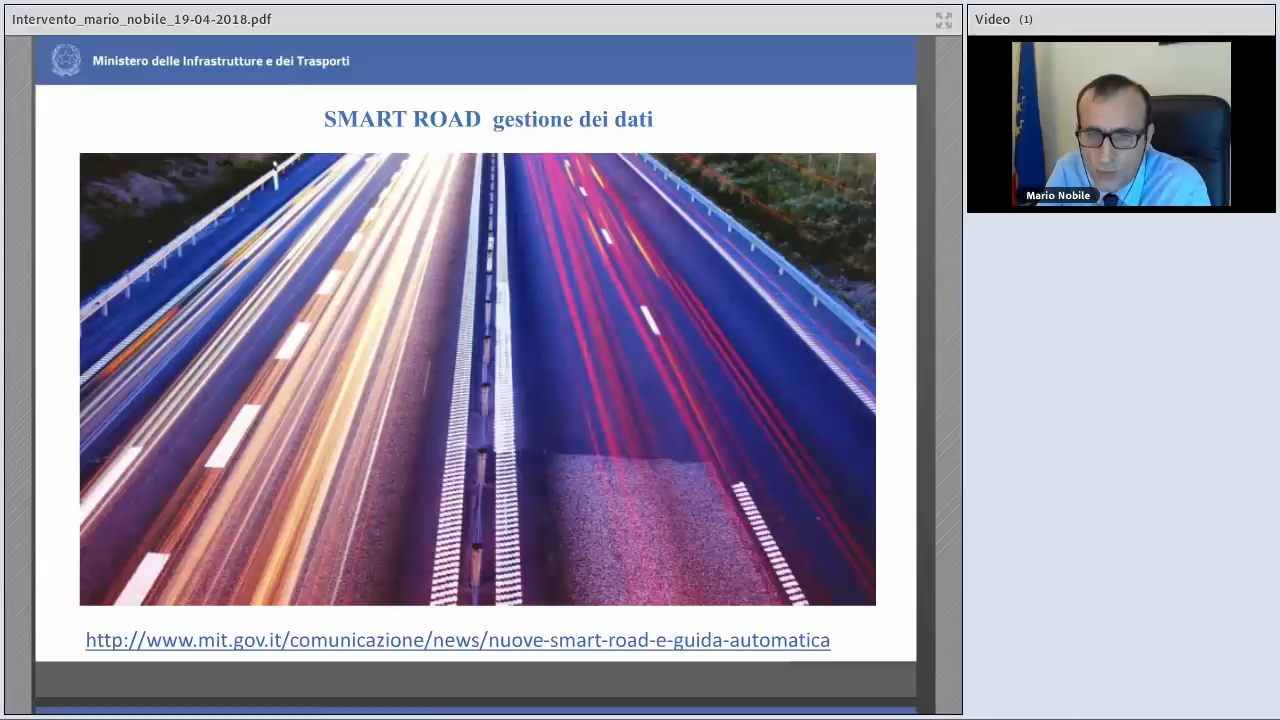 Intervento_mario_nobile_19-04-2018.pdf
Video (1)
Ministero delle Infrastrutture e dei Trasporti
SMART ROAD gestione dei dati
Mario Nobile
http://www.mit.gov.it/comunicazione/news/nuove-smart-road-e-guida-automatica